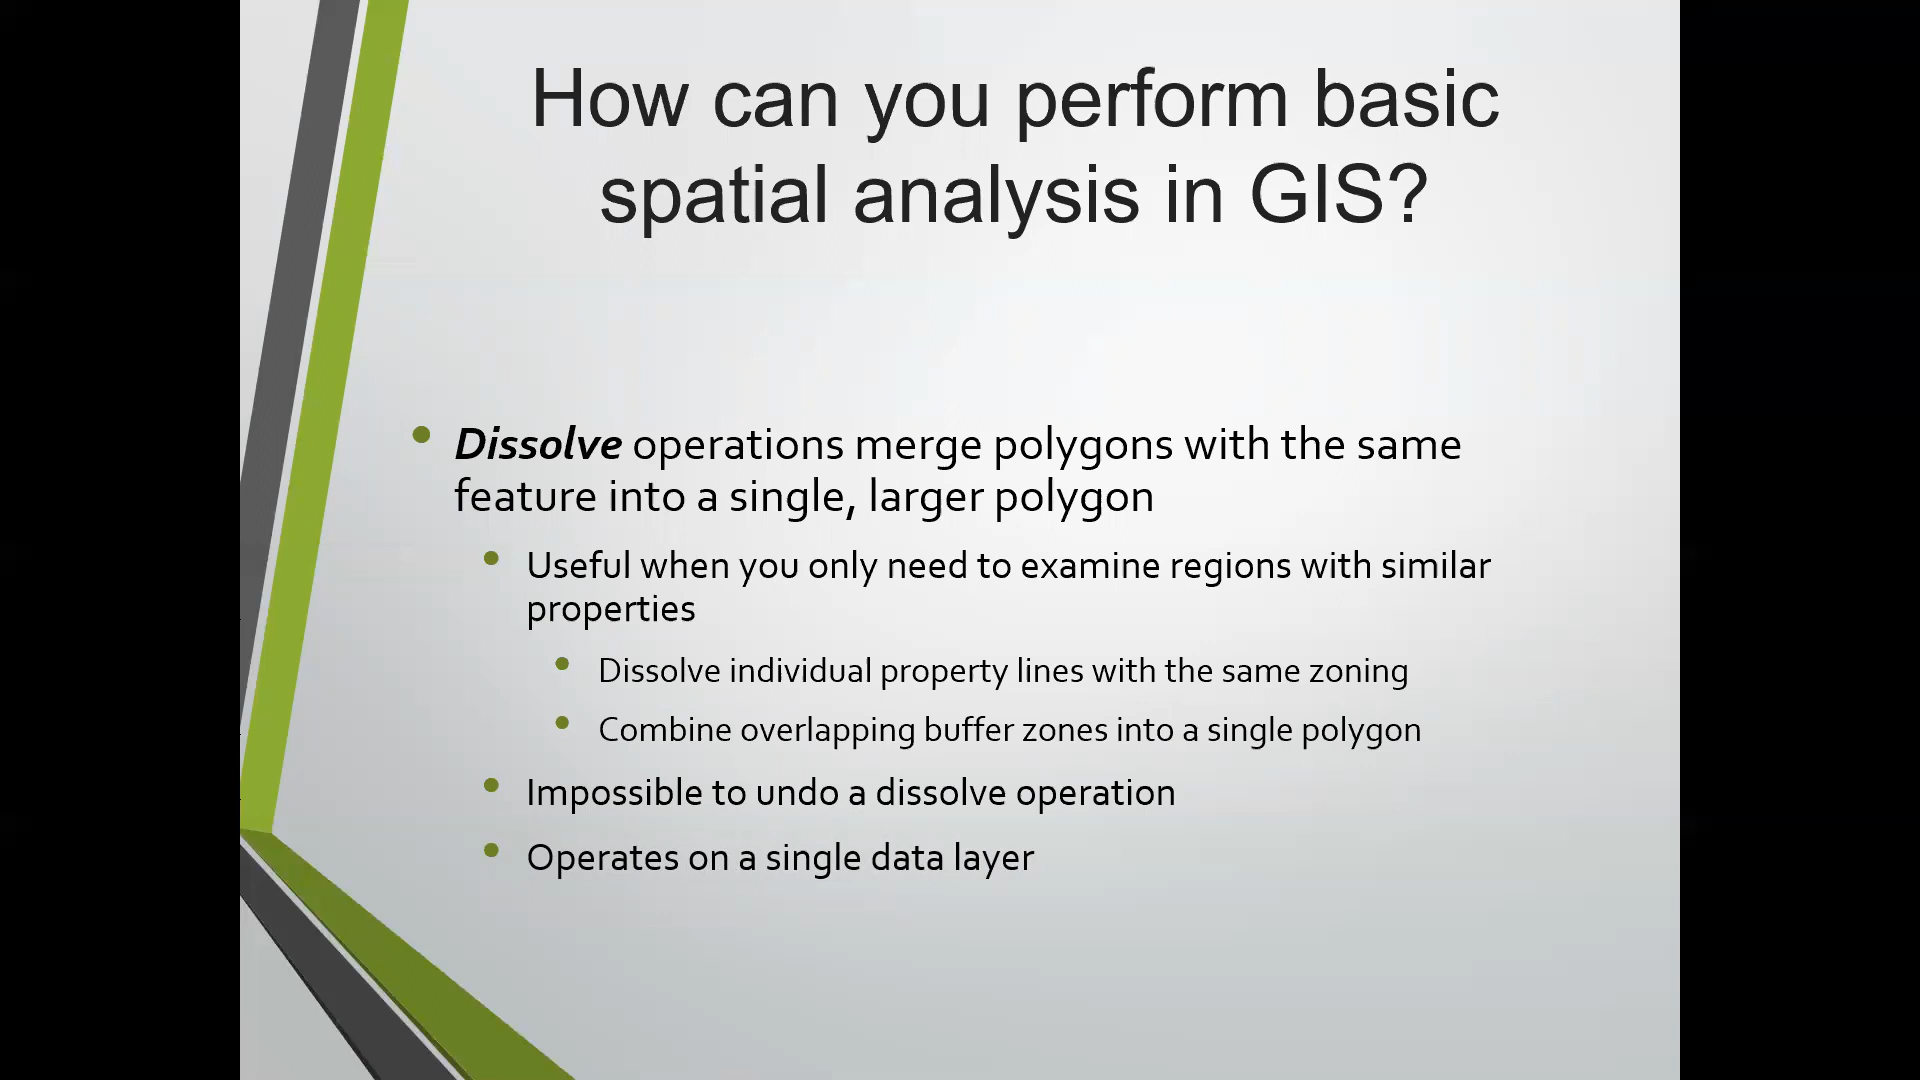 How can you perform basic
spatial analysis in GIS?
• Dissolve operations merge polygons with the same
feature into a single, larger polygon
• Useful when you only need to examine regions with similar
properties
• Dissolve individual property lines with the same zoning
• Combine overlapping buffer zones into a single polygon
• Impossible to undo a dissolve operation
• Operates on a single data layer